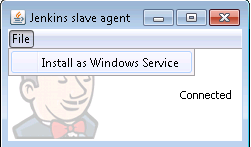 Jenkins slave agent
File
Install as Windows Service
Connected